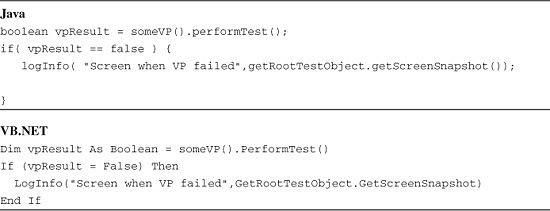 Java
boolean vpResult = someVP().performTest();
if( vpResult == false ) {
logInfo( "Screen when VP failed",getRootTestObject.getScreenSnapshot());
}
VB.NET
Dim vpResult As Boolean = someVP().PerformTest()
If (vpResult = False) Then
LogInfo("Screen when VP failed",GetRootTestObject.GetScreenSnapshot)
End If